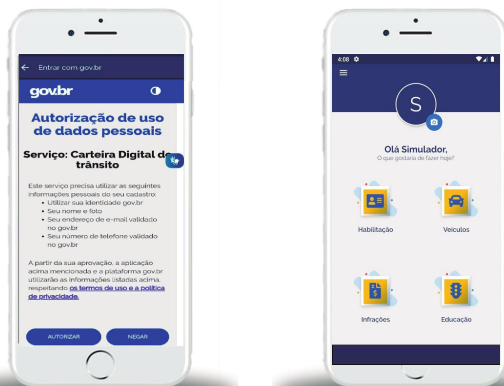 Entrar com gov.br
gov.br
Autorização de uso
de dados pessoais
Serviço: Carteira Digital de
trânsito
Este serviço precisa utilizar as seguintes
informações pessoais do seu cadastro:
• Utilizar sua identidade gov.br
• Seu nome e foto
• Seu endereço de e-mail validado
no gov.br
• Seu número de telefone validado
no gov.br
A partir da sua aprovação, a aplicação
acima mencionada e a plataforma gov.br
utilizarão as informações listadas acima,
respeitando os termos de uso e a política
de privacidade.
AUTORIZAR
NEGAR
4:08
S
Olá Simulador,
O que gostaria de fazer hoje?
Habilitação
Veículos
Infrações
Educação